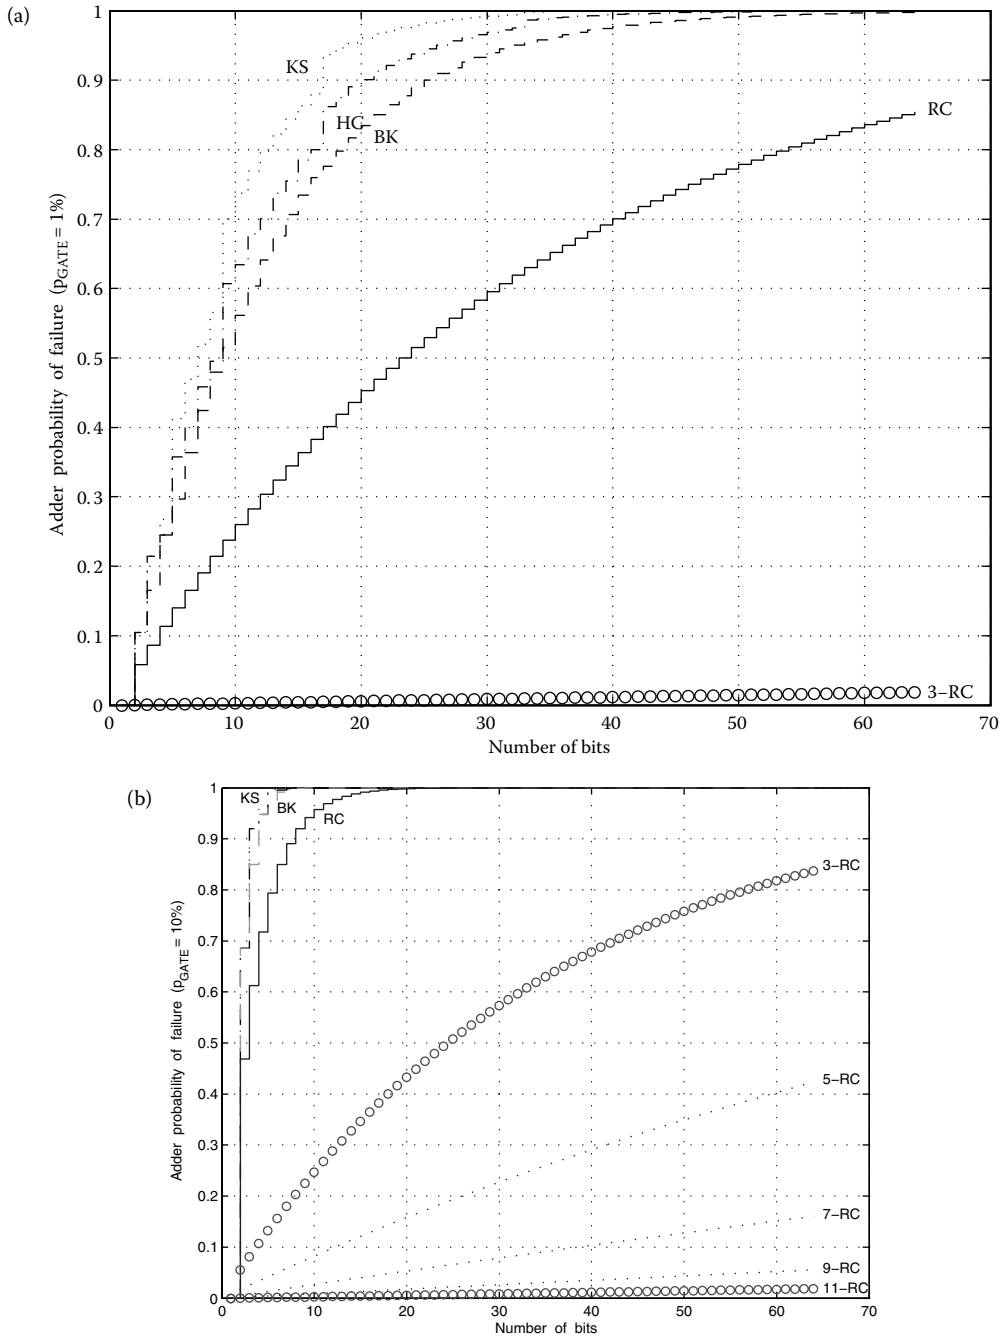 (a)
1
0.9
0.8
0.7
0.6
0.5
0.4
0.3
0.2
0.1
0
Adder probability of failure (pGATE = 1%)
KS
HC
BK
RC
3–RC
0 10 20 30 40 50 60 70
Number of bits
(b)
1
0.9
0.8
0.7
0.6
0.5
0.4
0.3
0.2
0.1
0
Adder probability of failure (pGATE = 10%)
KS
BK
RC
3–RC
5–RC
7–RC
9–RC
11–RC
0 10 20 30 40 50 60 70
Number of bits